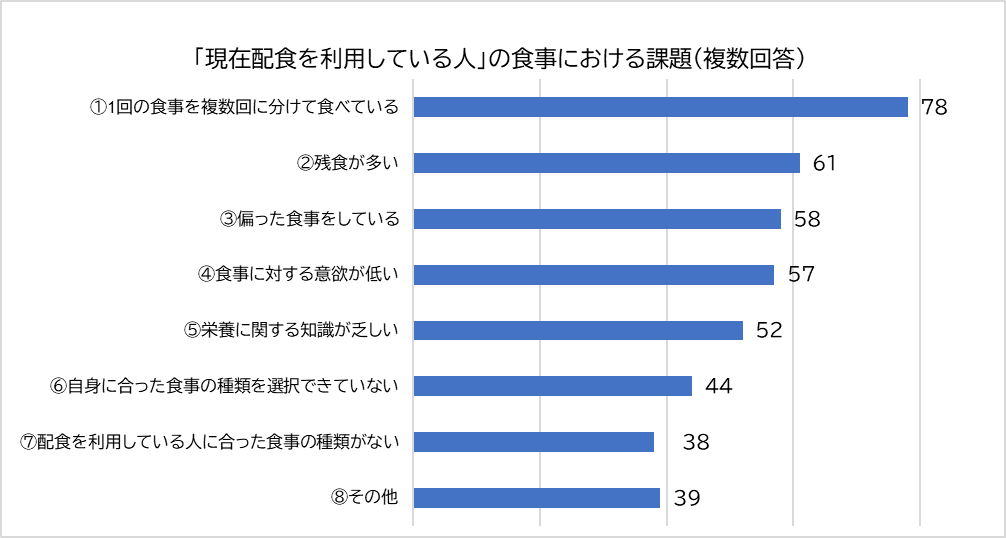 「現在配食を利用している人」の食事における課題（複数回答）
①1回の食事を複数回に分けて食べている 78
②残食が多い 61
③偏った食事をしている 58
④食事に対する意欲が低い 57
⑤栄養に関する知識が乏しい 52
⑥自身に合った食事の種類を選択できていない 44
⑦配食を利用している人に合った食事の種類がない 38
⑧その他 39